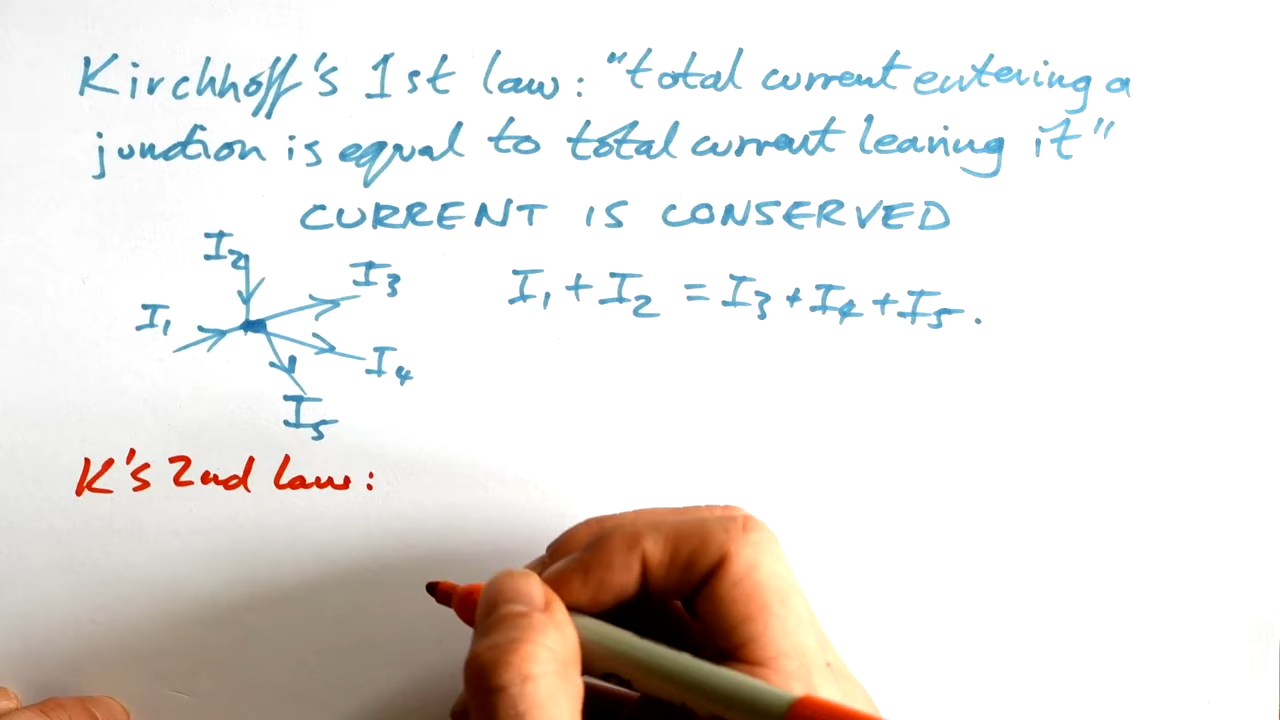 Kirchhoff's 1st law: "total current entering a
junction is equal to total current leaving it"
CURRENT IS CONSERVED
I₂
I₃
I₁
I₄
I₅
I₁ + I₂ = I₃ + I₄ + I₅.
K's 2nd law: